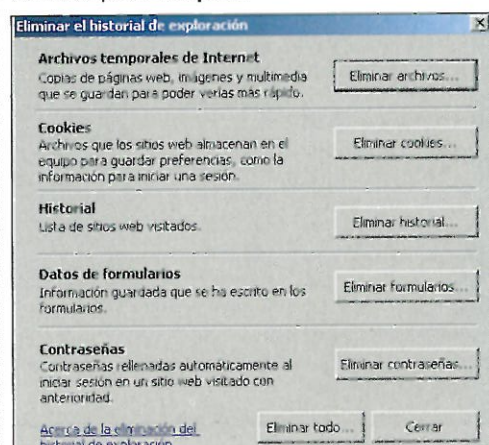 Eliminar el historial de exploración
Archivos temporales de Internet
Copias de páginas web, imágenes y multimedia
que se guardan para poder verlas más rápido.
Eliminar archivos...
Cookies
Archivos que los sitios web almacenan en el
equipo para guardar preferencias, como la
información para iniciar una sesión.
Eliminar cookies...
Historial
Lista de sitios web visitados.
Eliminar historial...
Datos de formularios
Información guardada que se ha escrito en los
formularios.
Eliminar formularios...
Contraseñas
Contraseñas rellenadas automáticamente al
iniciar sesión en un sitio web visitado con
anterioridad.
Eliminar contraseñas...
Acerca de la eliminación del
historial de exploración
Eliminar todo...
Cerrar